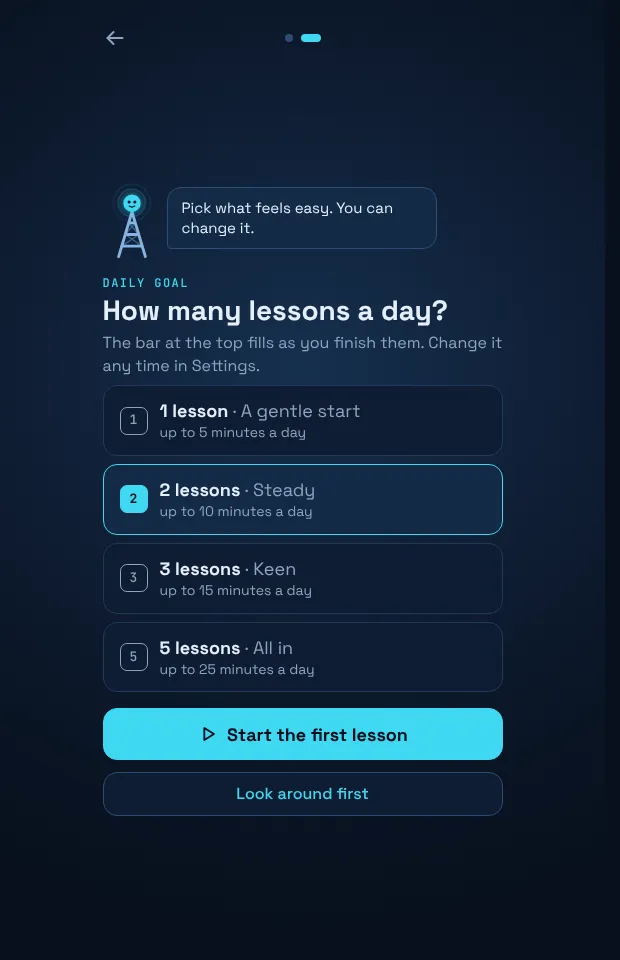 Pick what feels easy. You can
change it.
DAILY GOAL
How many lessons a day?
The bar at the top fills as you finish them. Change it
any time in Settings.
1
1 lesson · A gentle start
up to 5 minutes a day
2
2 lessons · Steady
up to 10 minutes a day
3
3 lessons · Keen
up to 15 minutes a day
5
5 lessons · All in
up to 25 minutes a day
Start the first lesson
Look around first